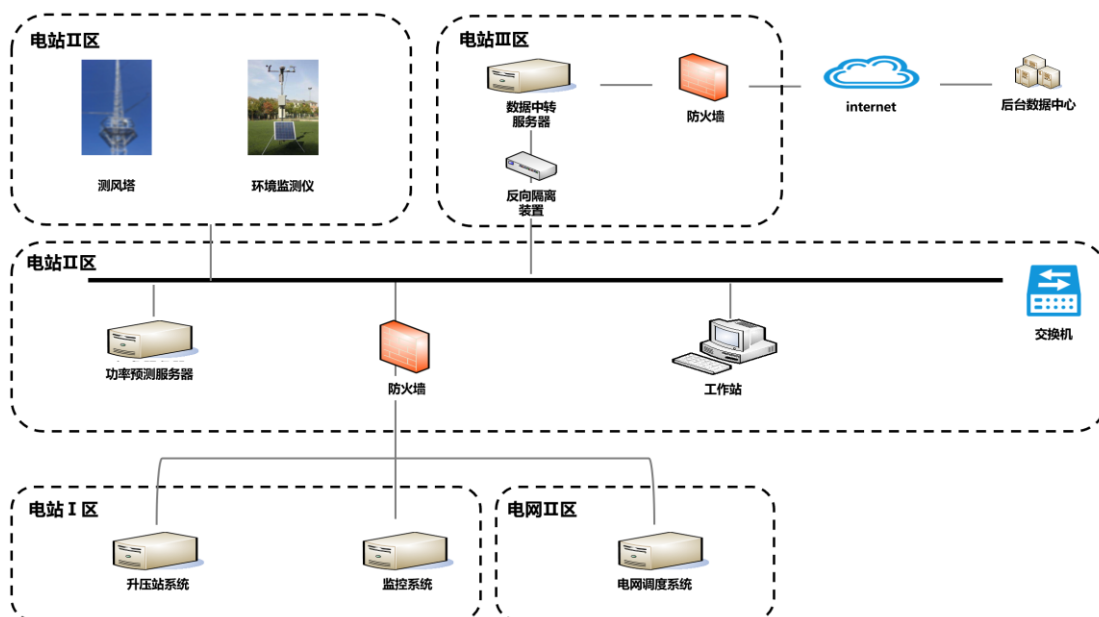 电站Ⅱ区
测风塔
环境监测仪
电站Ⅲ区
数据中转
服务器
防火墙
internet
后台数据中心
反向隔离
装置
电站Ⅱ区
交换机
功率预测服务器
防火墙
工作站
电站Ⅰ区
升压站系统
监控系统
电网Ⅱ区
电网调度系统